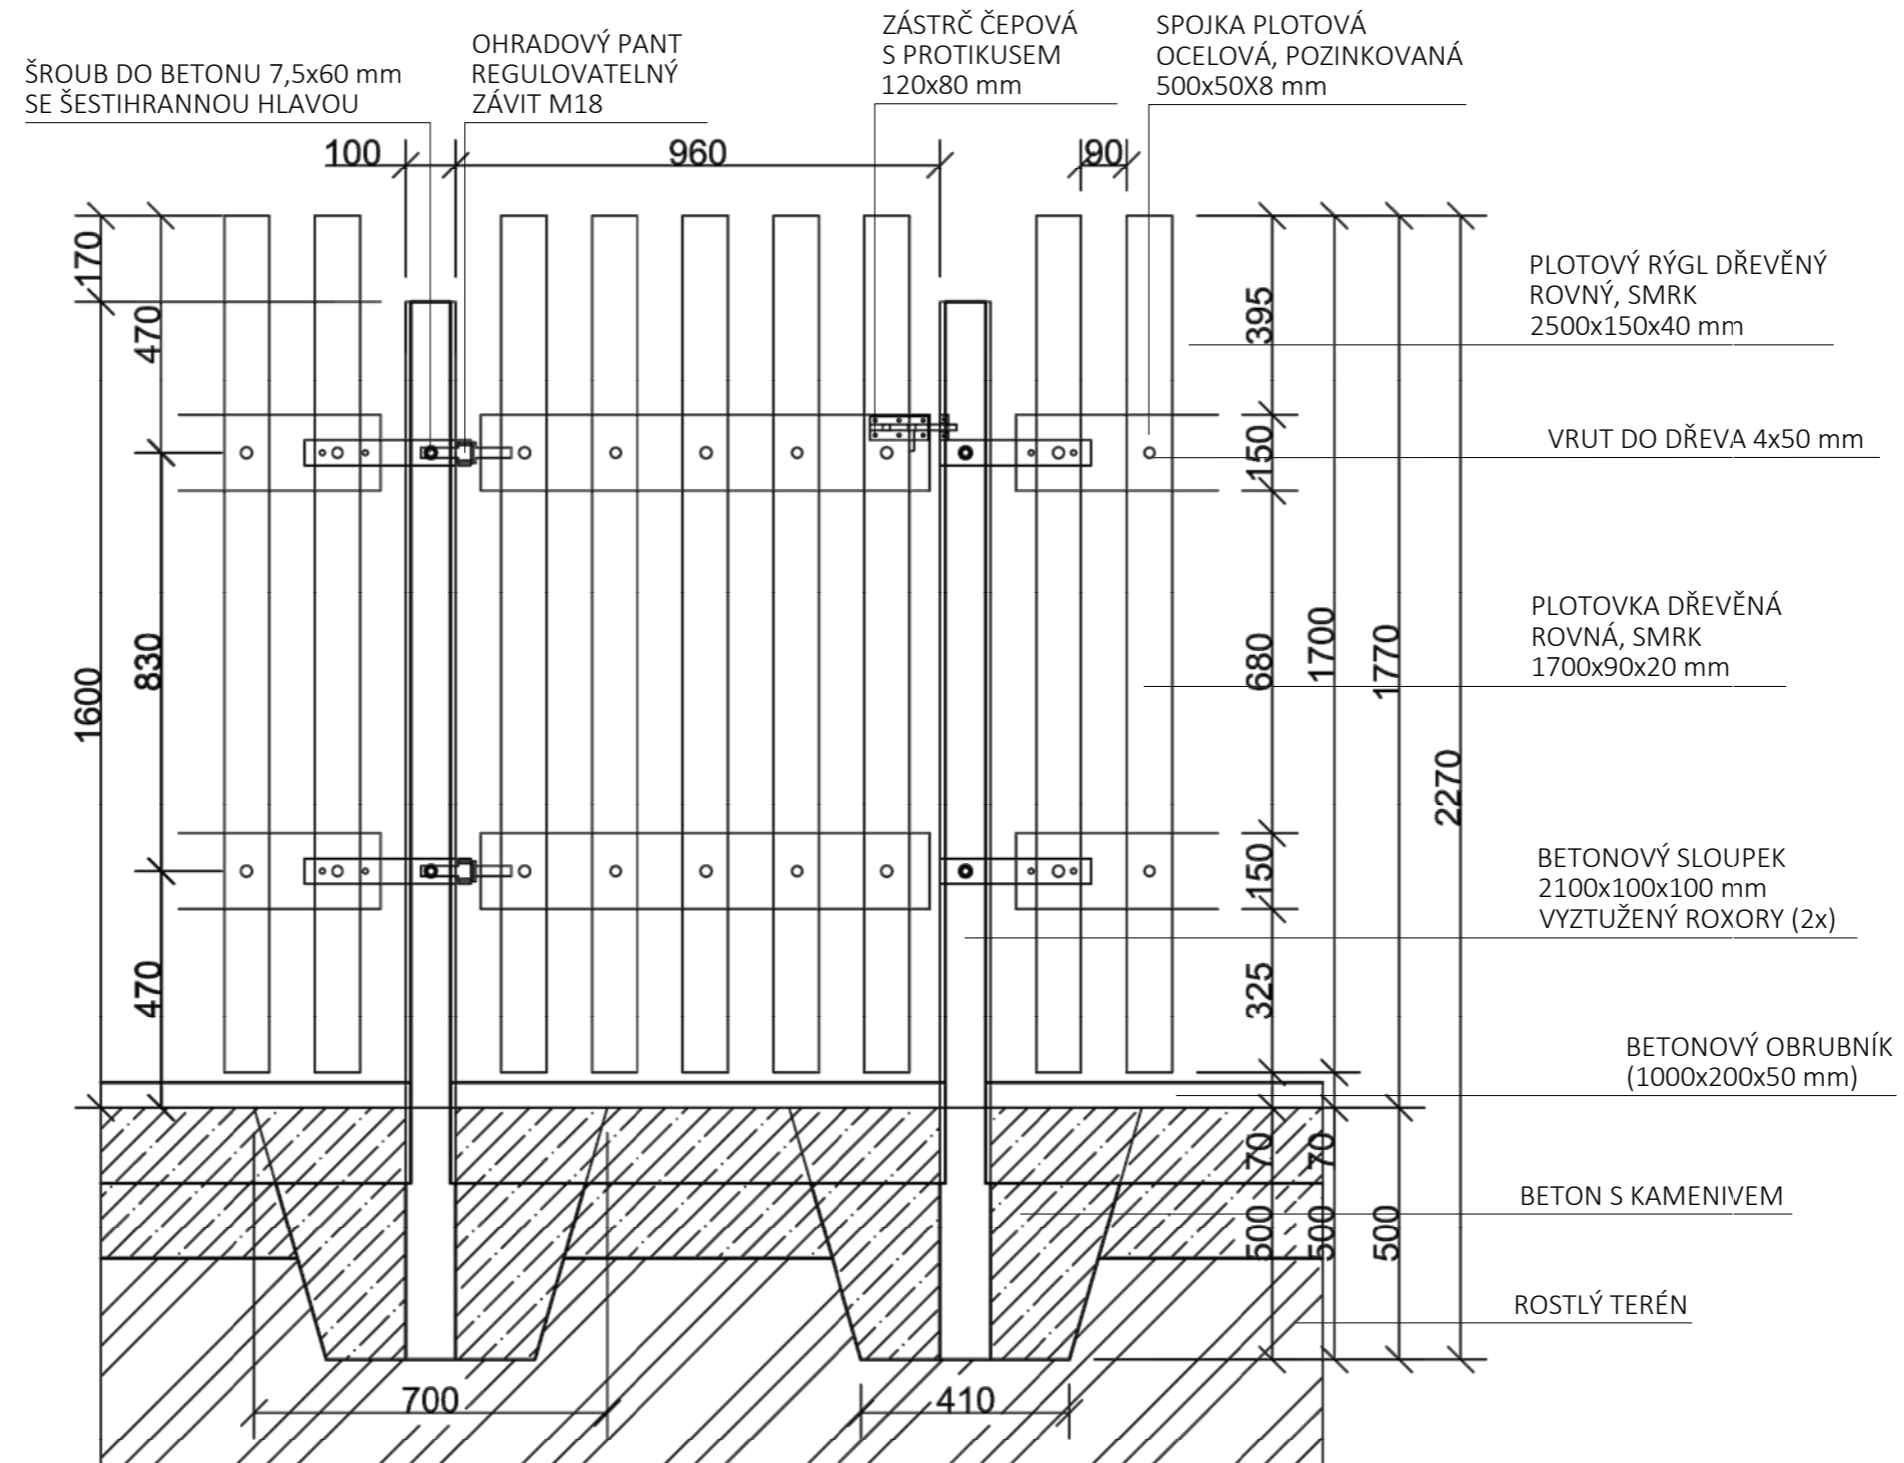 ŠROUB DO BETONU 7,5x60 mm
SE ŠESTIHRANNOU HLAVOU
OHRADOVÝ PANT
REGULOVATELNÝ
ZÁVIT M18
ZÁSTRČ ČEPOVÁ
S PROTIKUSEM
120x80 mm
SPOJKA PLOTOVÁ
OCELOVÁ, POZINKOVANÁ
500x50X8 mm
100
960
90
170
470
1600
830
470
395
150
680
150
325
70
500
1700
70
500
1770
500
2270
PLOTOVÝ RÝGL DŘEVĚNÝ
ROVNÝ, SMRK
2500x150x40 mm
VRUT DO DŘEVA 4x50 mm
PLOTOVKA DŘEVĚNÁ
ROVNÁ, SMRK
1700x90x20 mm
BETONOVÝ SLOUPEK
2100x100x100 mm
VYZTUŽENÝ ROXORY (2x)
BETONOVÝ OBRUBNÍK
(1000x200x50 mm)
BETON S KAMENIVEM
ROSTLÝ TERÉN
700
410